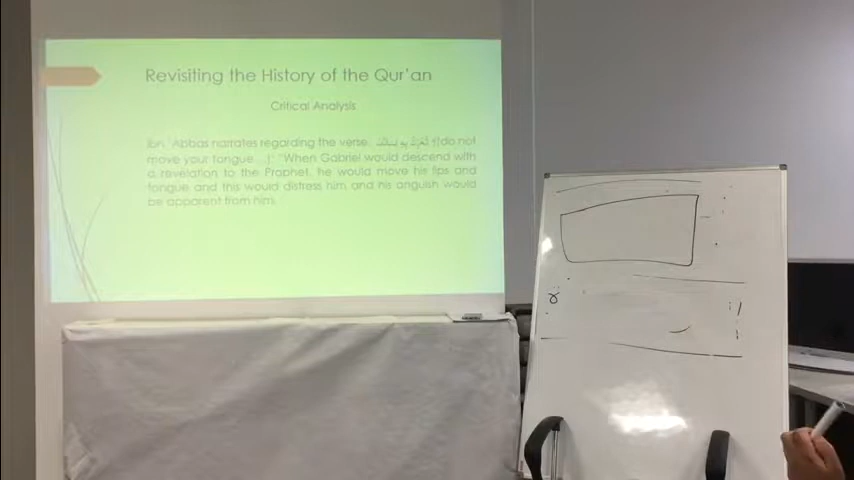 Revisiting the History of the Qur'an
Critical Analysis
Ibn 'Abbas narrates regarding the verse: لا تحرك به لسانك (do not
move your tongue ...): "When Gabriel would descend with
a revelation to the Prophet, he would move his lips and
tongue and this would distress him and his anguish would
be apparent from him.